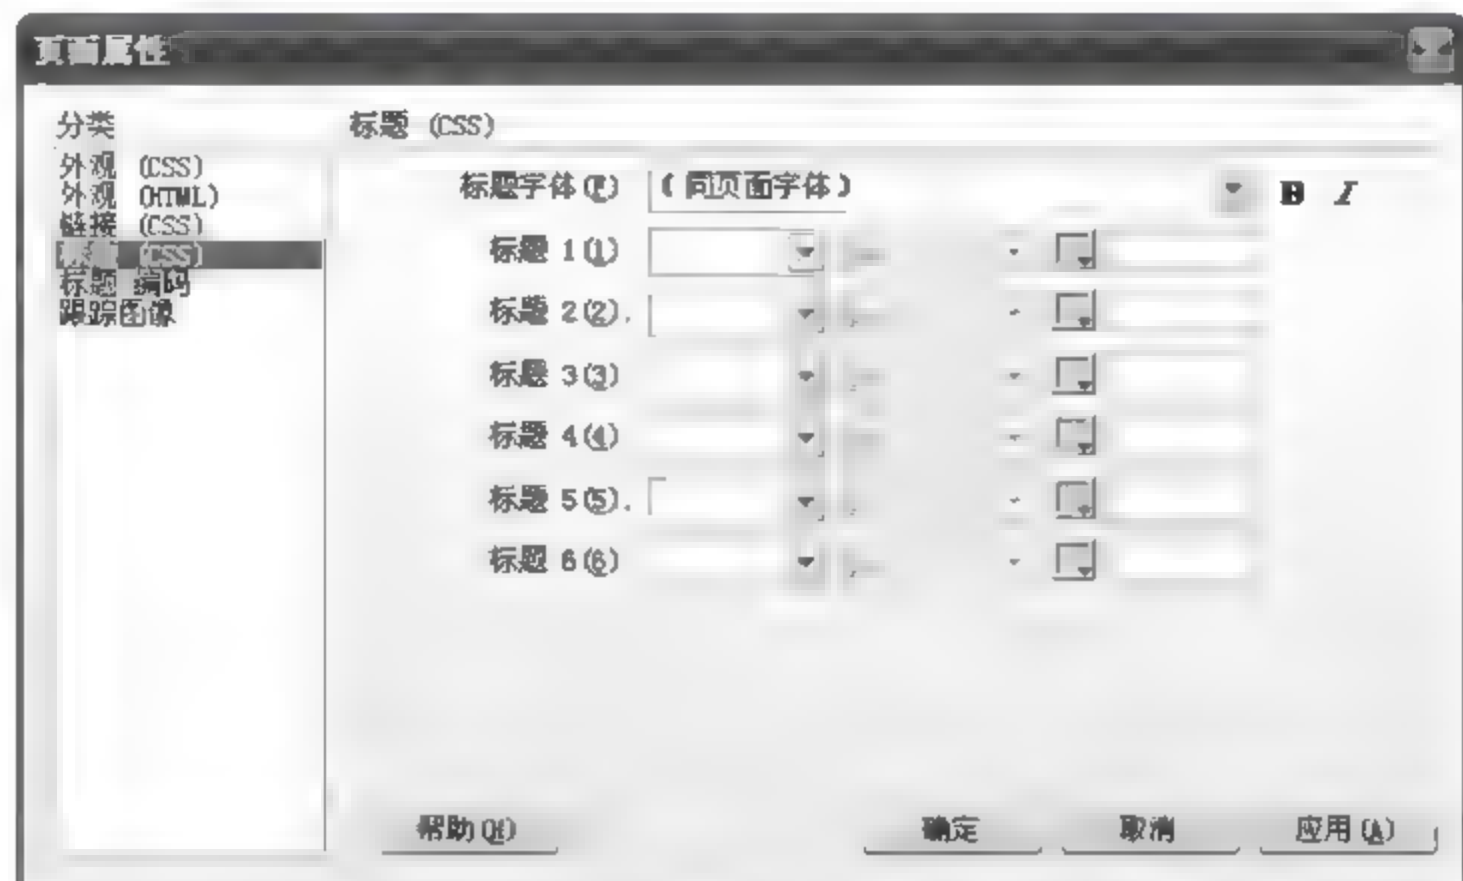 页面属性
分类
外观 (CSS)
外观 (HTML)
链接 (CSS)
标题 (CSS)
标题/编码
跟踪图像
标题 (CSS)
标题字体(F) (同页面字体) B I
标题 1(1)
标题 2(2)
标题 3(3)
标题 4(4)
标题 5(5)
标题 6(6)
帮助(H) 确定 取消 应用(A)